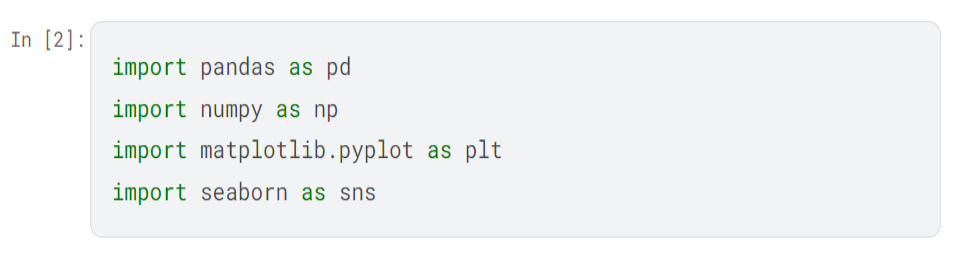 In [2]:
import pandas as pd
import numpy as np
import matplotlib.pyplot as plt
import seaborn as sns